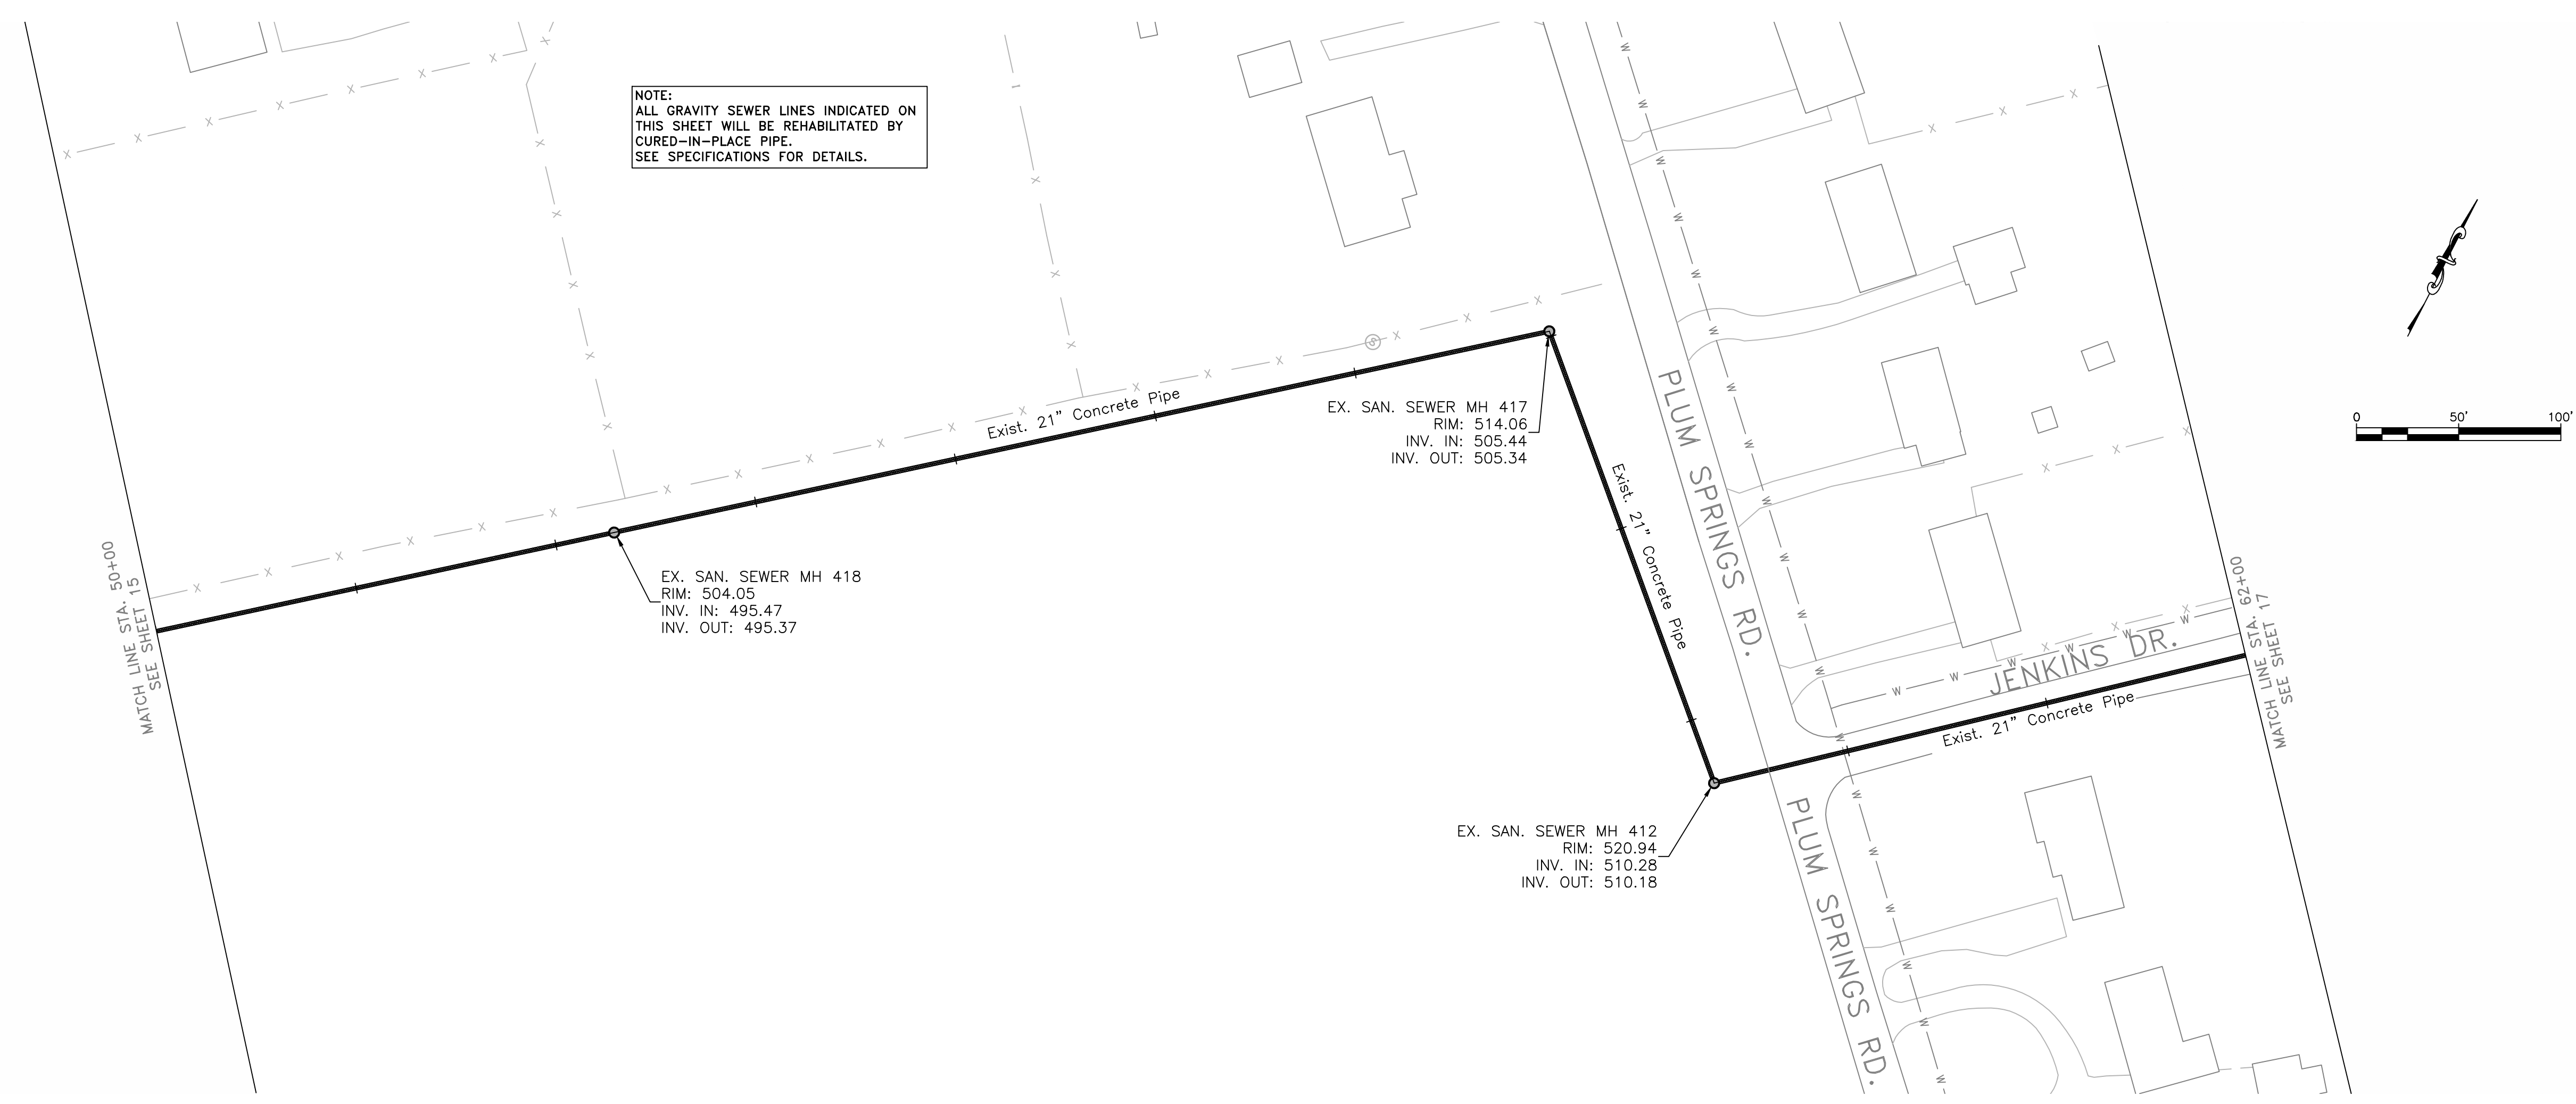 NOTE:
ALL GRAVITY SEWER LINES INDICATED ON
THIS SHEET WILL BE REHABILITATED BY
CURED-IN-PLACE PIPE.
SEE SPECIFICATIONS FOR DETAILS.
0 50' 100'
Exist. 21" Concrete Pipe
EX. SAN. SEWER MH 417
RIM: 514.06
INV. IN: 505.44
INV. OUT: 505.34
PLUM SPRINGS RD.
Exist. 21" Concrete Pipe
MATCH LINE STA. 50+00
SEE SHEET 15
EX. SAN. SEWER MH 418
RIM: 504.05
INV. IN: 495.47
INV. OUT: 495.37
JENKINS DR.
Exist. 21" Concrete Pipe
MATCH LINE STA. 62+00
SEE SHEET 17
EX. SAN. SEWER MH 412
RIM: 520.94
INV. IN: 510.28
INV. OUT: 510.18
PLUM SPRINGS RD.